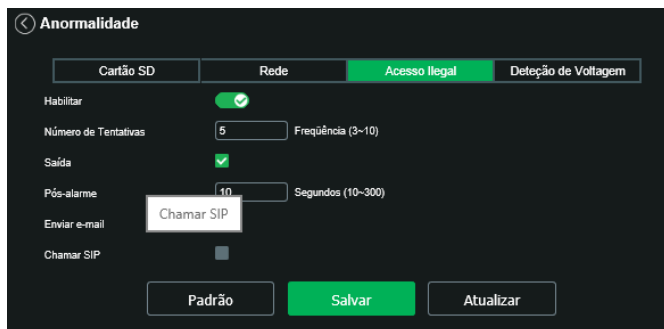 Anormalidade
Cartão SD Rede Acesso Ilegal Deteção de Voltagem
Habilitar
Número de Tentativas 5 Freqüência (3~10)
Saída
Pós-alarme 10 Segundos (10~300)
Chamar SIP
Enviar e-mail
Chamar SIP
Padrão Salvar Atualizar